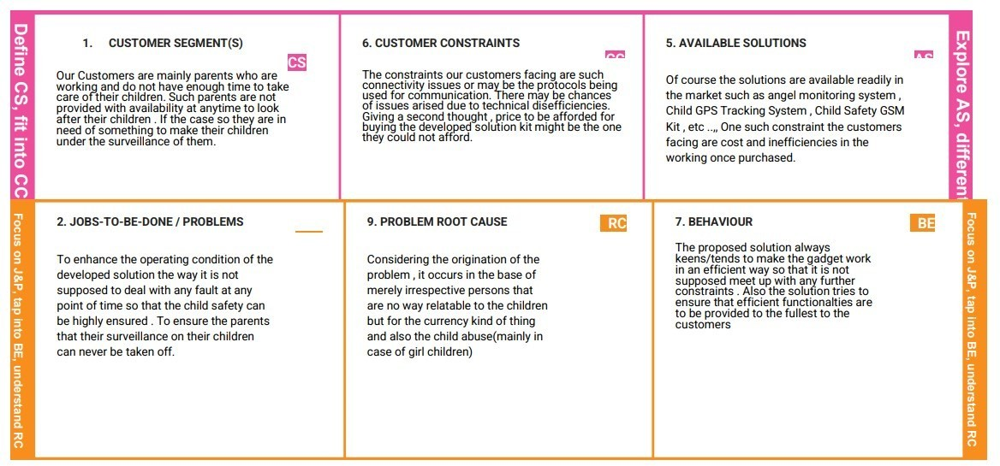 Define CS, fit into CC
1. CUSTOMER SEGMENT(S)
CS
Our Customers are mainly parents who are
working and do not have enough time to take
care of their children. Such parents are not
provided with availability at anytime to look
after their children . If the case so they are in
need of something to make their children
under the surveillance of them.
6. CUSTOMER CONSTRAINTS
The constraints our customers facing are such
connectivity issues or may be the protocols being
used for communication. There may be chances
of issues arised due to technical disefficiencies.
Giving a second thought , price to be afforded for
buying the developed solution kit might be the one
they could not afford.
5. AVAILABLE SOLUTIONS
AS
Of course the solutions are available readily in
the market such as angel monitoring system ,
Child GPS Tracking System , Child Safety GSM
Kit , etc ..,, One such constraint the customers
facing are cost and inefficiencies in the
working once purchased.
Explore AS, different
Focus on J&P, tap into BE, understand RC
2. JOBS-TO-BE-DONE / PROBLEMS
To enhance the operating condition of the
developed solution the way it is not
supposed to deal with any fault at any
point of time so that the child safety can
be highly ensured . To ensure the parents
that their surveillance on their children
can never be taken off.
9. PROBLEM ROOT CAUSE
RC
Considering the origination of the
problem , it occurs in the base of
merely irrespective persons that
are no way relatable to the children
but for the currency kind of thing
and also the child abuse(mainly in
case of girl children)
7. BEHAVIOUR
BE
The proposed solution always
keens/tends to make the gadget work
in an efficient way so that it is not
supposed meet up with any further
constraints . Also the solution tries to
ensure that efficient functionalties are
to be provided to the fullest to the
customers
Focus on J&P, tap into BE, understand RC